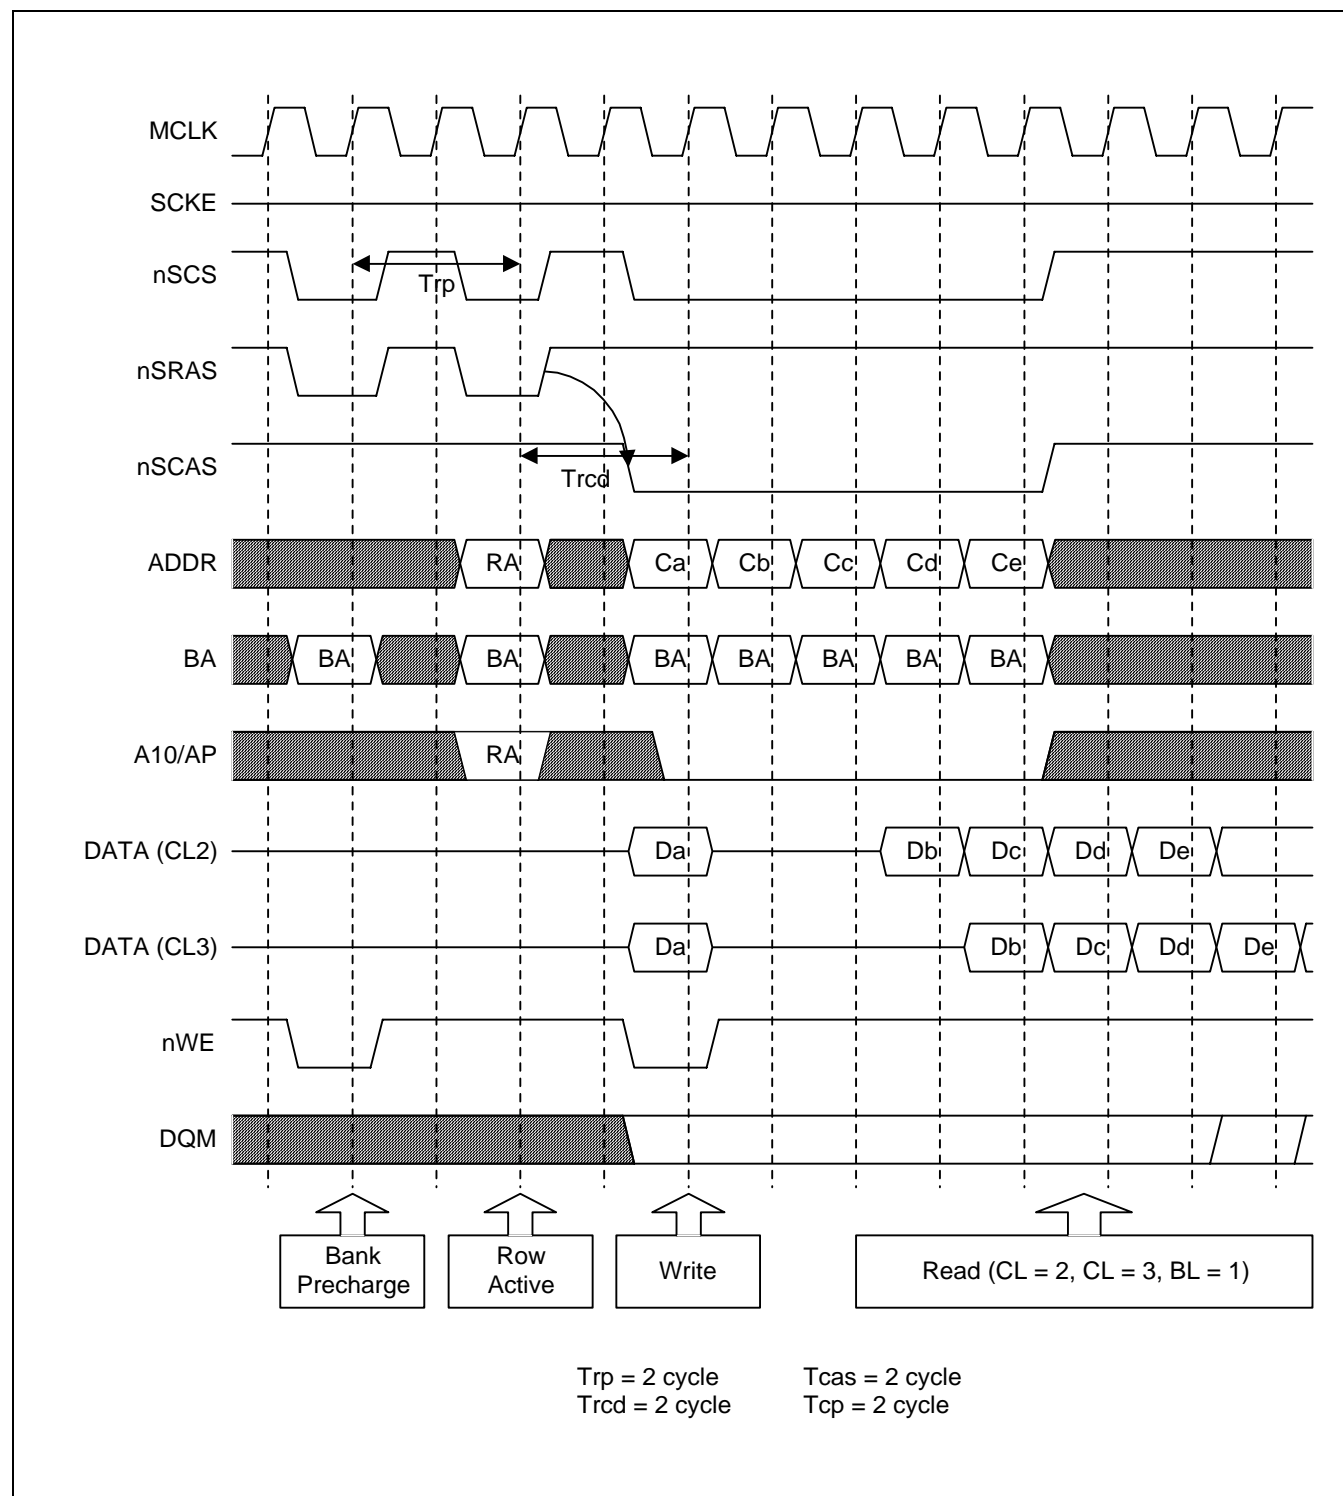 MCLK
SCKE
nSCS
Trp
nSRAS
nSCAS
Trcd
ADDR RA Ca Cb Cc Cd Ce
BA BA BA BA BA BA BA BA
A10/AP RA
DATA (CL2) Da Db Dc Dd De
DATA (CL3) Da Db Dc Dd De
nWE
DQM
Bank
Precharge
Row
Active
Write
Read (CL = 2, CL = 3, BL = 1)
Trp = 2 cycle Tcas = 2 cycle
Trcd = 2 cycle Tcp = 2 cycle